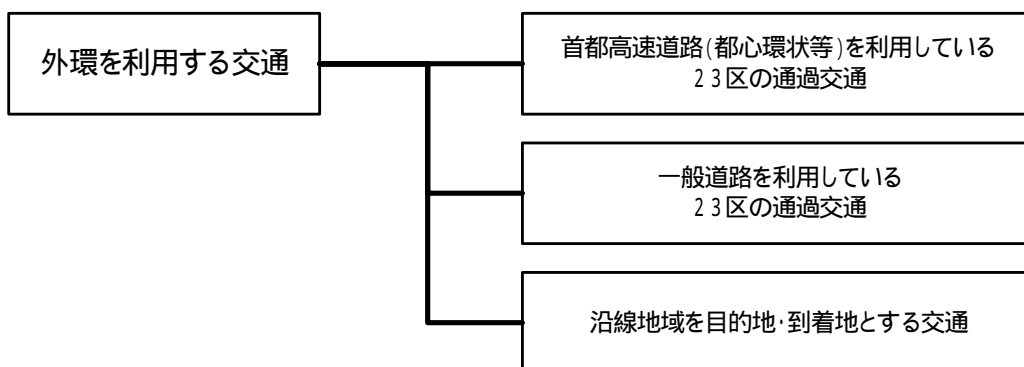 外環を利用する交通
首都高速道路(都心環状等)を利用している
23区の通過交通
一般道路を利用している
23区の通過交通
沿線地域を目的地・到着地とする交通